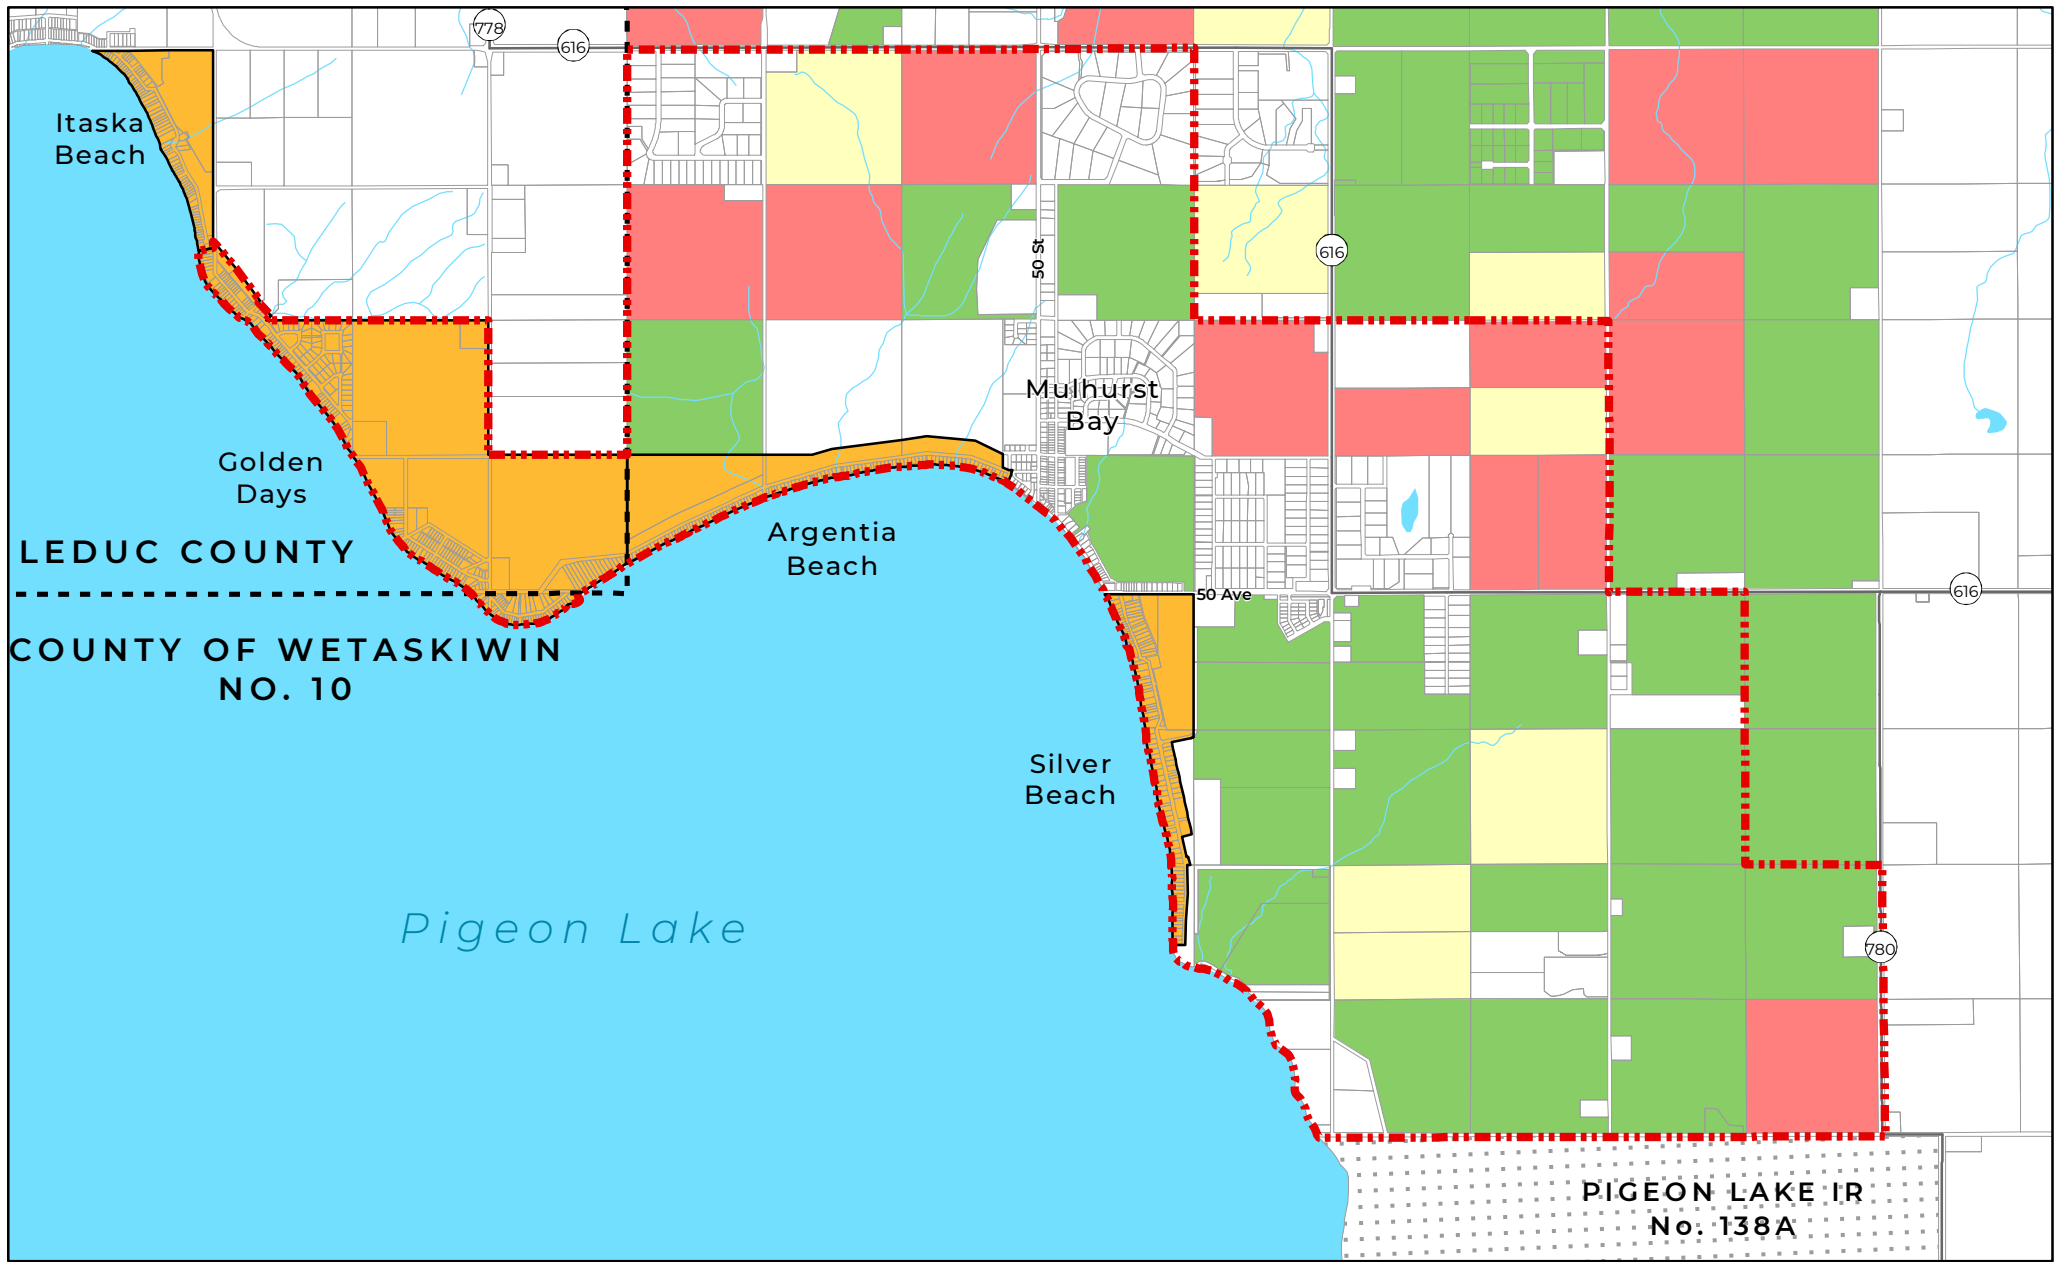 778
616
Itaska
Beach
50 St
616
Mulhurst
Bay
Golden
Days
Argentia
Beach
LEDUC COUNTY
50 Ave
616
COUNTY OF WETASKIWIN
NO. 10
Silver
Beach
Pigeon Lake
780
PIGEON LAKE IR
No. 138A